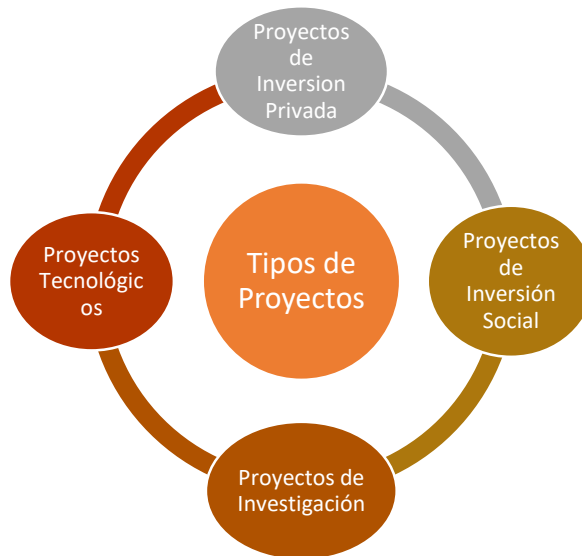 Proyectos
de
Inversion
Privada
Proyectos
de
Inversión
Social
Proyectos de
Investigación
Proyectos
Tecnológic
os
Tipos de
Proyectos